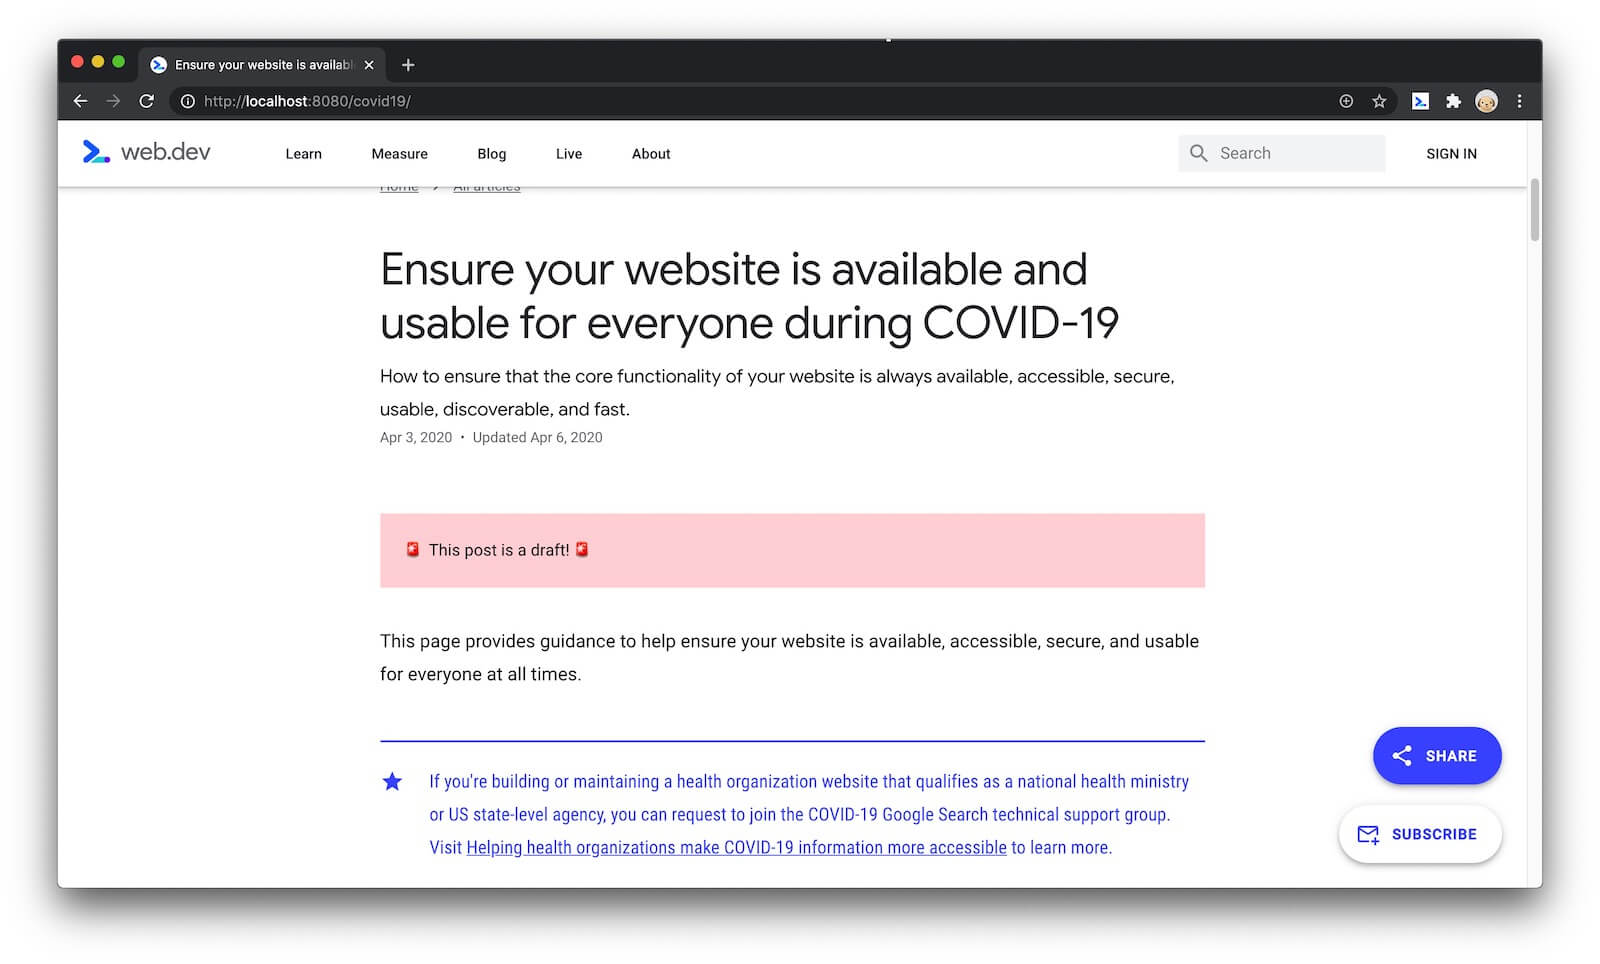 Ensure your website is availabl
http://localhost:8080/covid19/
web.dev
Learn
Measure
Blog
Live
About
Search
SIGN IN
Home
All articles
Ensure your website is available and
usable for everyone during COVID-19
How to ensure that the core functionality of your website is always available, accessible, secure,
usable, discoverable, and fast.
Apr 3, 2020 • Updated Apr 6, 2020
🚨 This post is a draft! 🚨
This page provides guidance to help ensure your website is available, accessible, secure, and usable
for everyone at all times.
If you're building or maintaining a health organization website that qualifies as a national health ministry
or US state-level agency, you can request to join the COVID-19 Google Search technical support group.
Visit Helping health organizations make COVID-19 information more accessible to learn more.
SHARE
SUBSCRIBE